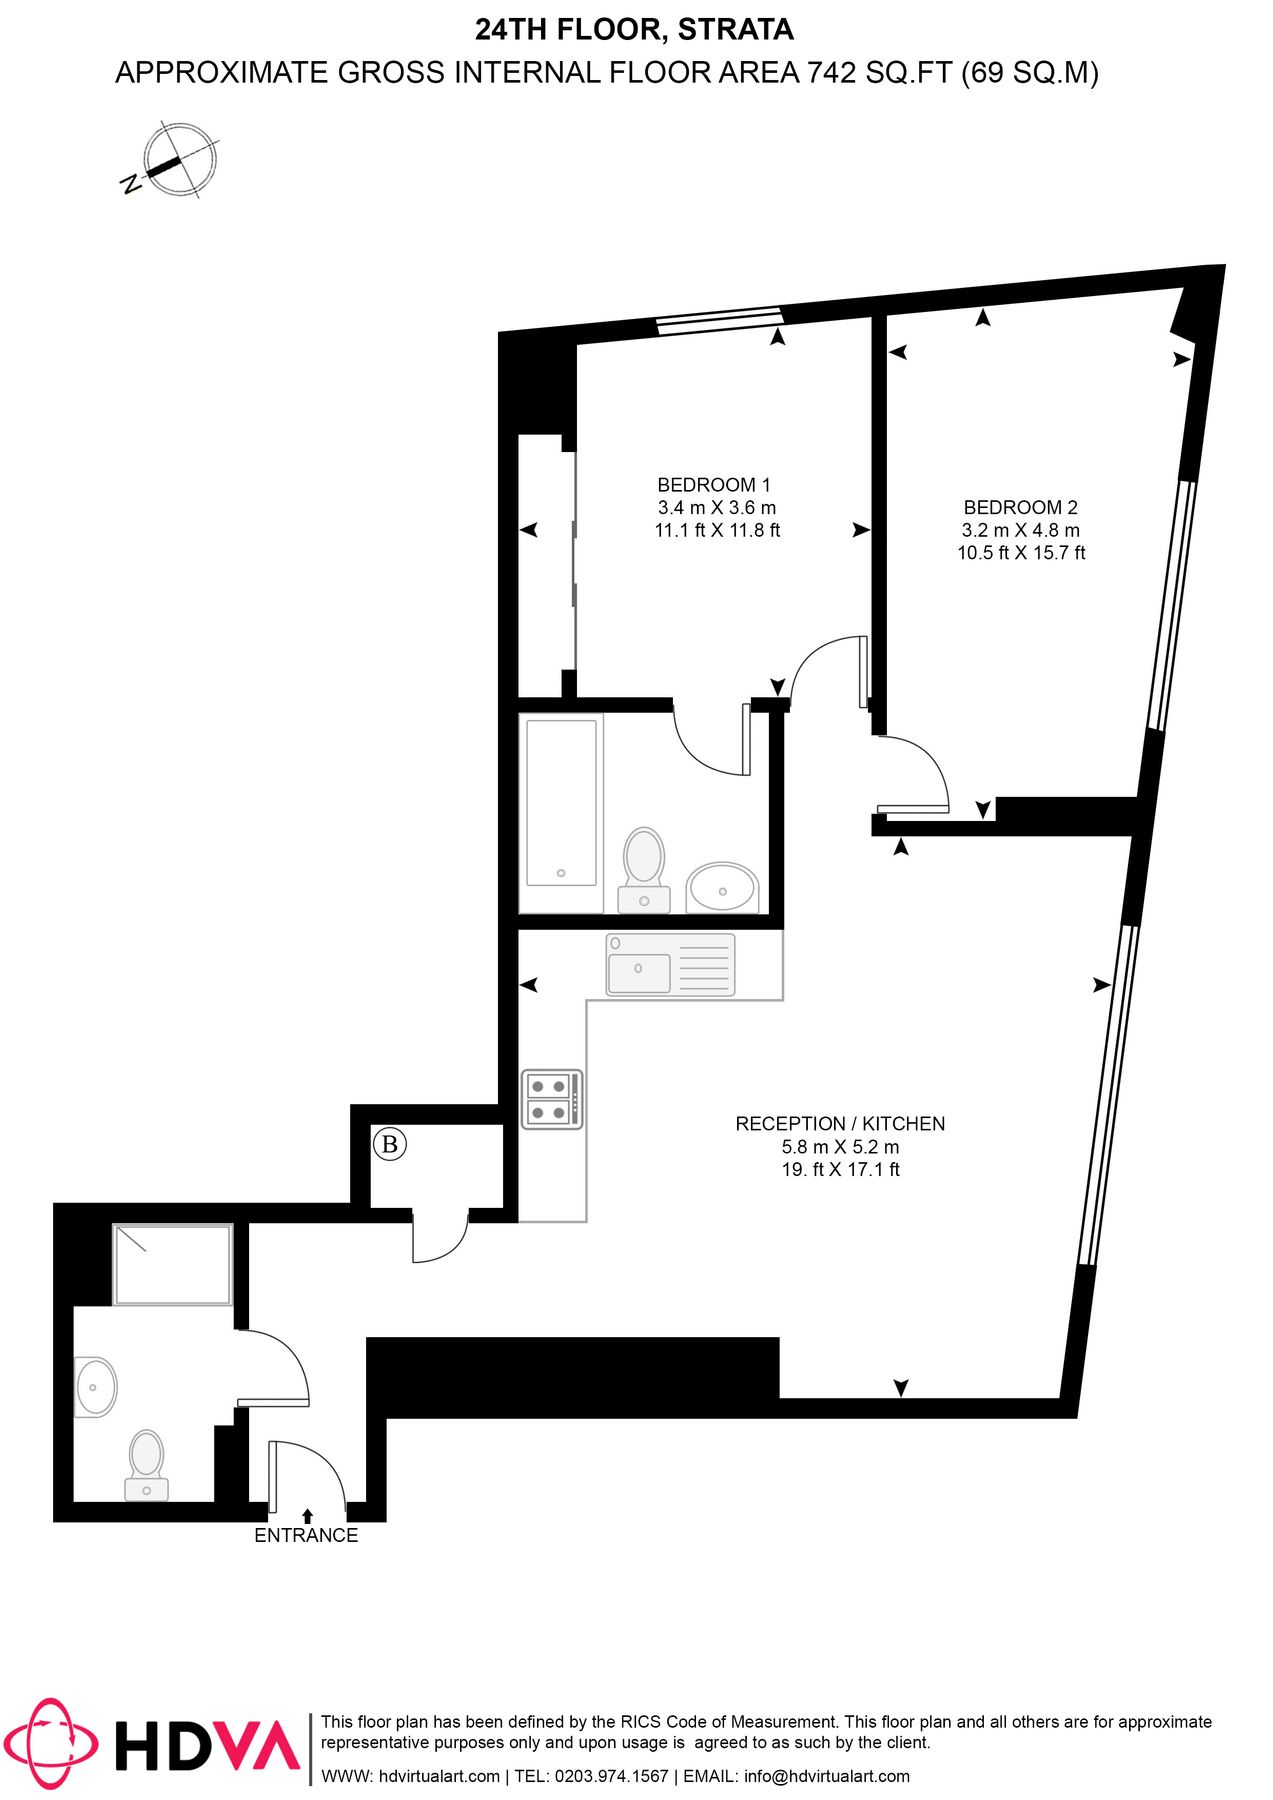 24TH FLOOR, STRATA
APPROXIMATE GROSS INTERNAL FLOOR AREA 742 SQ.FT (69 SQ.M)
N
BEDROOM 1
3.4 m X 3.6 m
11.1 ft X 11.8 ft
BEDROOM 2
3.2 m X 4.8 m
10.5 ft X 15.7 ft
RECEPTION / KITCHEN
5.8 m X 5.2 m
19. ft X 17.1 ft
B
ENTRANCE
HDVA
This floor plan has been defined by the RICS Code of Measurement. This floor plan and all others are for approximate
representative purposes only and upon usage is agreed to as such by the client.
WWW: hdvirtualart.com | TEL: 0203.974.1567 | EMAIL: info@hdvirtualart.com